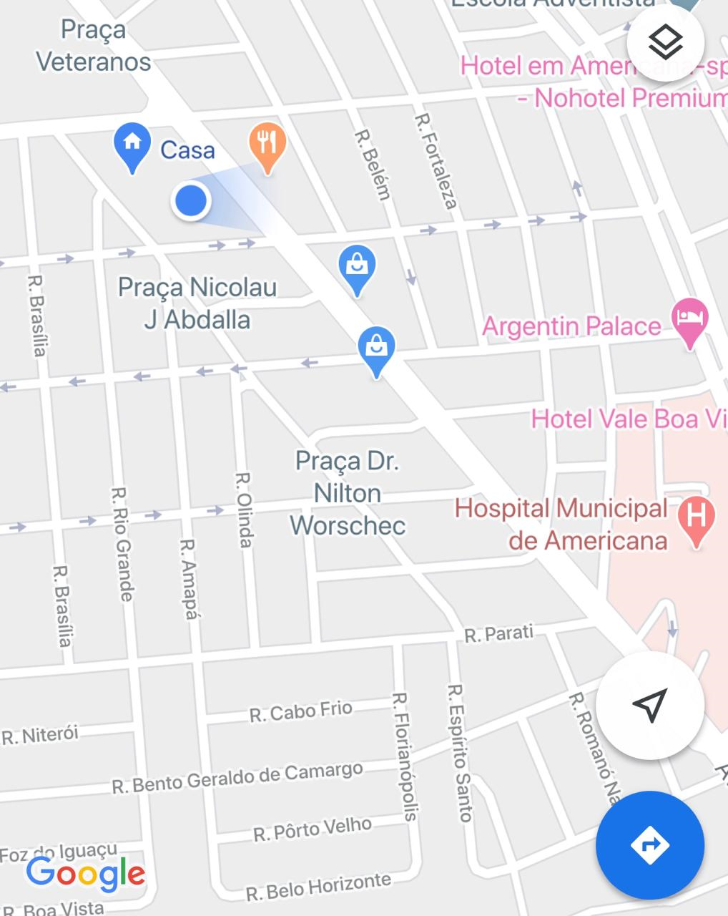 Escola Adventista
Praça
Veteranos
Hotel em American
-sp
- Nohotel Premium
Casa
R. Belém
R. Fortaleza
Praça Nicolau
J Abdalla
R. Brasília
Argentin Palace
Hotel Vale Boa Vi
Praça Dr.
Nilton
Worschec
R. Olinda
R. Rio Grande
Hospital Municipal
de Americana
H
R. Amapá
R. Brasília
R. Parati
R. Cabo Frio
R. Florianópolis
R. Espírito Santo
R. Romanó Na
R. Niterói
R. Bento Geraldo de Camargo
R. Pôrto Velho
Foz do Iguaçu
Google
R. Belo Horizonte
R. Boa Vista